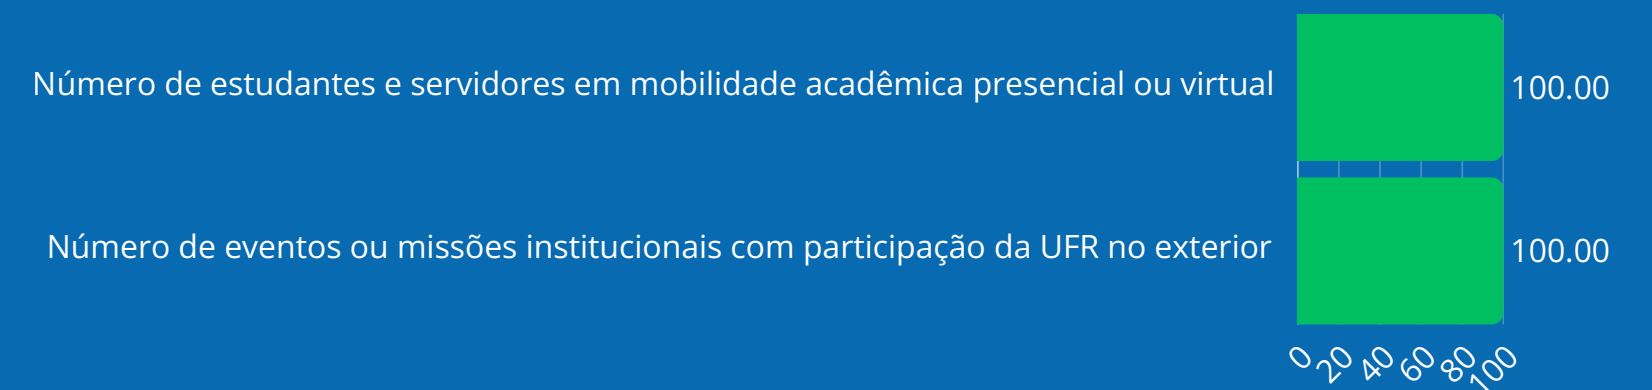 Número de estudantes e servidores em mobilidade acadêmica presencial ou virtual
100.00
Número de eventos ou missões institucionais com participação da UFR no exterior
100.00
0 20 40 60 80 100